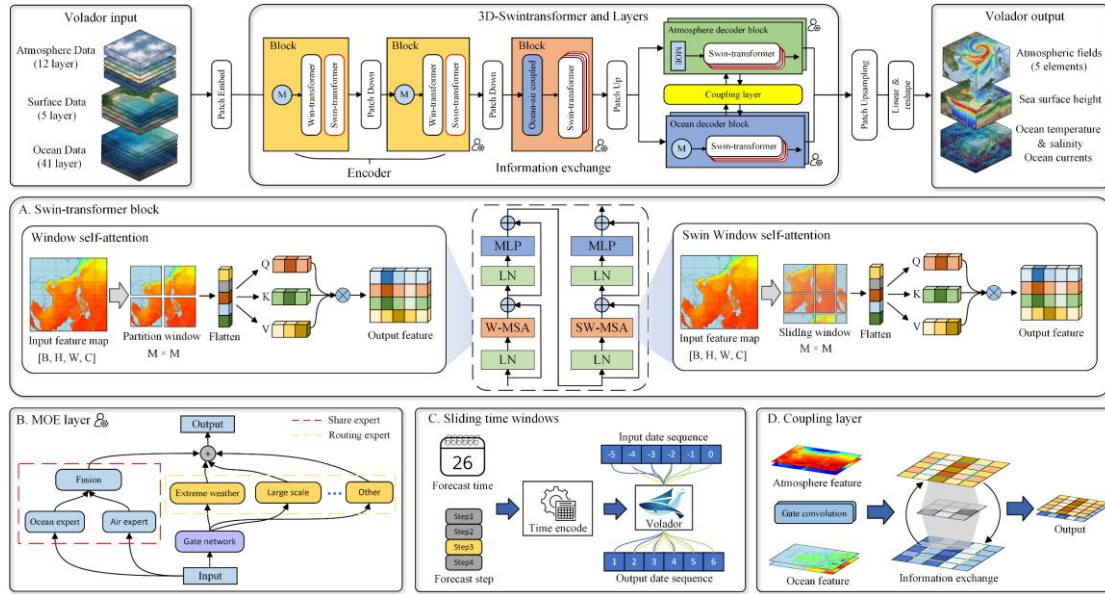 Volador input
Atmosphere Data
(12 layer)
Surface Data
(5 layer)
Ocean Data
(41 layer)
Patch Embed
3D-Swintransformer and Layers
Block
M
Win-transformer
Swin-transformer
Patch Down
Block
M
Win-transformer
Swin-transformer
Patch Down
Encoder
Block
Ocean-air coupled
Swin-transformer
Information exchange
Patch Up
Atmosphere decoder block
MOE
Swin-transformer
Coupling layer
Ocean decoder block
M
Swin-transformer
Patch Upsampling
Linear &
reshape
Volador output
Atmospheric fields
(5 elements)
Sea surface height
Ocean temperature
& salinity
Ocean currents
A. Swin-transformer block
Window self-attention
Input feature map
[B, H, W, C]
Partition window
M × M
Flatten
Q
K
V
Output feature
MLP
LN
W-MSA
LN
MLP
LN
SW-MSA
LN
Swin Window self-attention
Input feature map
[B, H, W, C]
Sliding window
M × M
Flatten
Q
K
V
Output feature
B. MOE layer
Share expert
Routing expert
Output
+
Fusion
Ocean expert
Air expert
Extreme weather
Large scale
...
Other
Gate network
Input
C. Sliding time windows
26
Forecast time
Step1
Step2
Step3
Step4
Forecast step
Time encode
Input date sequence
-5 -4 -3 -2 -1 0
Volador
1 2 3 4 5 6
Output date sequence
D. Coupling layer
Atmosphere feature
Gate convolution
Ocean feature
Information exchange
Output